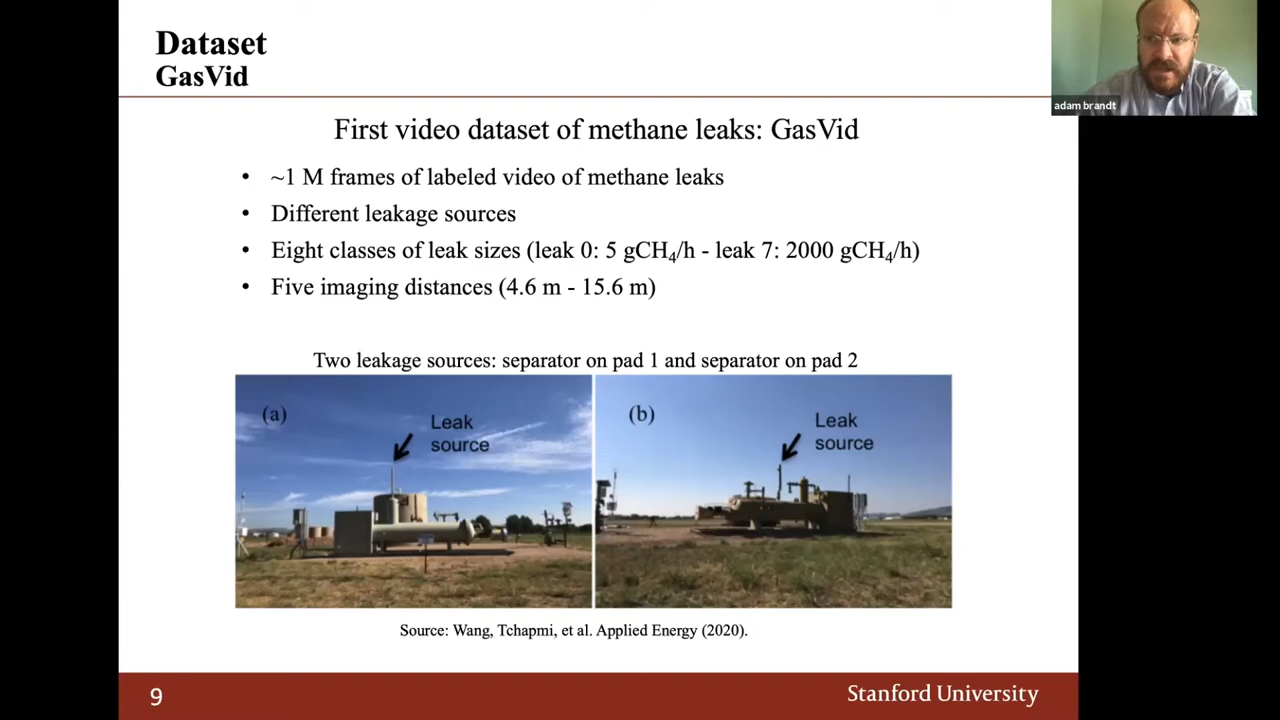 Dataset
GasVid
adam brandt
First video dataset of methane leaks: GasVid
• ~1 M frames of labeled video of methane leaks
• Different leakage sources
• Eight classes of leak sizes (leak 0: 5 gCH₄/h - leak 7: 2000 gCH₄/h)
• Five imaging distances (4.6 m - 15.6 m)
Two leakage sources: separator on pad 1 and separator on pad 2
(a)
Leak
source
(b)
Leak
source
Source: Wang, Tchapmi, et al. Applied Energy (2020).
9
Stanford University